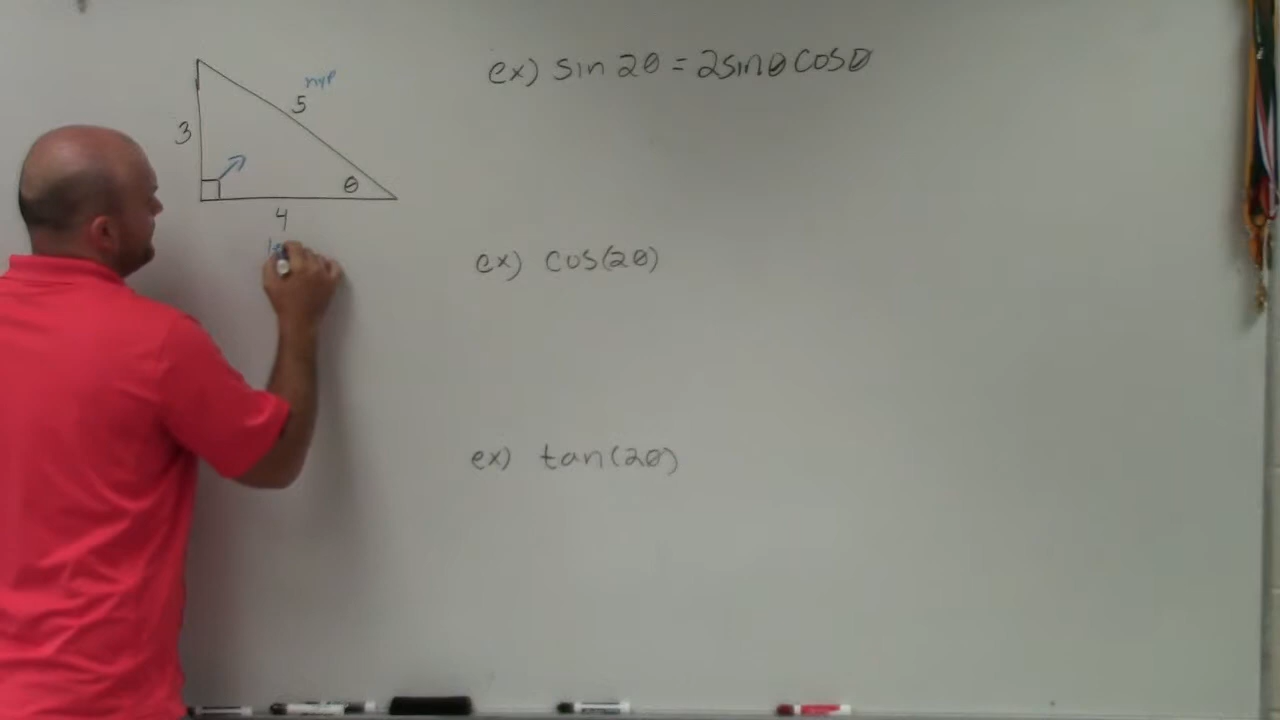 ex) sin 2θ = 2sinθ cosθ
hyp
5
3
θ
4
ex) cos(2θ)
ex) tan(2θ)